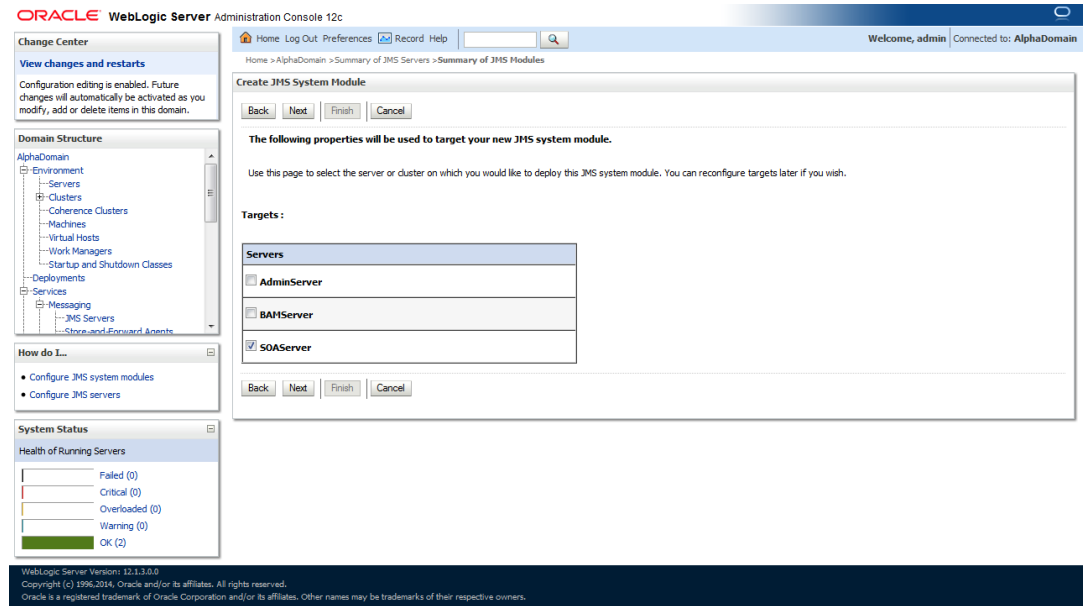 ORACLE WebLogic Server Administration Console 12c
Change Center
View changes and restarts
Configuration editing is enabled. Future
changes will automatically be activated as you
modify, add or delete items in this domain.
Domain Structure
AlphaDomain
Environment
Servers
Clusters
Coherence Clusters
Machines
Virtual Hosts
Work Managers
Startup and Shutdown Classes
Deployments
Services
Messaging
JMS Servers
Store-and-Forward Agents
How do I...
Configure JMS system modules
Configure JMS servers
System Status
Health of Running Servers
Failed (0)
Critical (0)
Overloaded (0)
Warning (0)
OK (2)
Home Log Out Preferences Record Help
Welcome, admin Connected to: AlphaDomain
Home >AlphaDomain >Summary of JMS Servers >Summary of JMS Modules
Create JMS System Module
Back Next Finish Cancel
The following properties will be used to target your new JMS system module.
Use this page to select the server or cluster on which you would like to deploy this JMS system module. You can reconfigure targets later if you wish.
Targets :
Servers
AdminServer
BAMServer
SOAServer
Back Next Finish Cancel
WebLogic Server Version: 12.1.3.0.0
Copyright (c) 1996,2014, Oracle and/or its affiliates. All rights reserved.
Oracle is a registered trademark of Oracle Corporation and/or its affiliates. Other names may be trademarks of their respective owners.